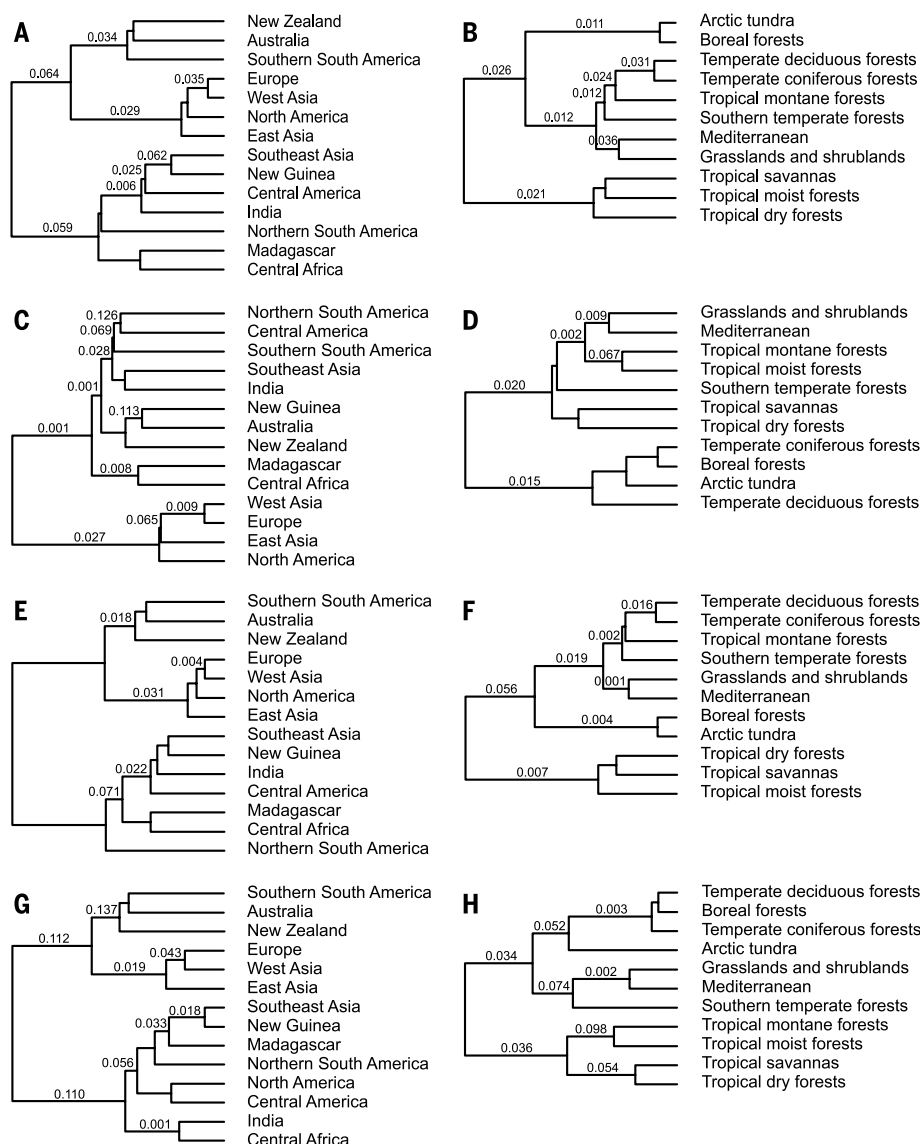 A
0.034
0.064
0.035
0.029
0.062
0.025
0.006
0.059
New Zealand
Australia
Southern South America
Europe
West Asia
North America
East Asia
Southeast Asia
New Guinea
Central America
India
Northern South America
Madagascar
Central Africa
B
0.011
0.026
0.031
0.024
0.012
0.012
0.036
0.021
Arctic tundra
Boreal forests
Temperate deciduous forests
Temperate coniferous forests
Tropical montane forests
Southern temperate forests
Mediterranean
Grasslands and shrublands
Tropical savannas
Tropical moist forests
Tropical dry forests
C
0.126
0.069
0.028
0.001
0.113
0.001
0.008
0.009
0.065
0.027
Northern South America
Central America
Southern South America
Southeast Asia
India
New Guinea
Australia
New Zealand
Madagascar
Central Africa
West Asia
Europe
East Asia
North America
D
0.009
0.002
0.067
0.020
0.015
Grasslands and shrublands
Mediterranean
Tropical montane forests
Tropical moist forests
Southern temperate forests
Tropical savannas
Tropical dry forests
Temperate coniferous forests
Boreal forests
Arctic tundra
Temperate deciduous forests
E
0.018
0.004
0.031
0.022
0.071
Southern South America
Australia
New Zealand
Europe
West Asia
North America
East Asia
Southeast Asia
New Guinea
India
Central America
Madagascar
Central Africa
Northern South America
F
0.016
0.002
0.019
0.001
0.056
0.004
0.007
Temperate deciduous forests
Temperate coniferous forests
Tropical montane forests
Southern temperate forests
Grasslands and shrublands
Mediterranean
Boreal forests
Arctic tundra
Tropical dry forests
Tropical savannas
Tropical moist forests
G
0.137
0.112
0.043
0.019
0.018
0.033
0.056
0.110
0.001
Southern South America
Australia
New Zealand
Europe
West Asia
East Asia
Southeast Asia
New Guinea
Madagascar
Northern South America
North America
Central America
India
Central Africa
H
0.003
0.052
0.034
0.002
0.074
0.098
0.036
0.054
Temperate deciduous forests
Boreal forests
Temperate coniferous forests
Arctic tundra
Grasslands and shrublands
Mediterranean
Southern temperate forests
Tropical montane forests
Tropical moist forests
Tropical savannas
Tropical dry forests